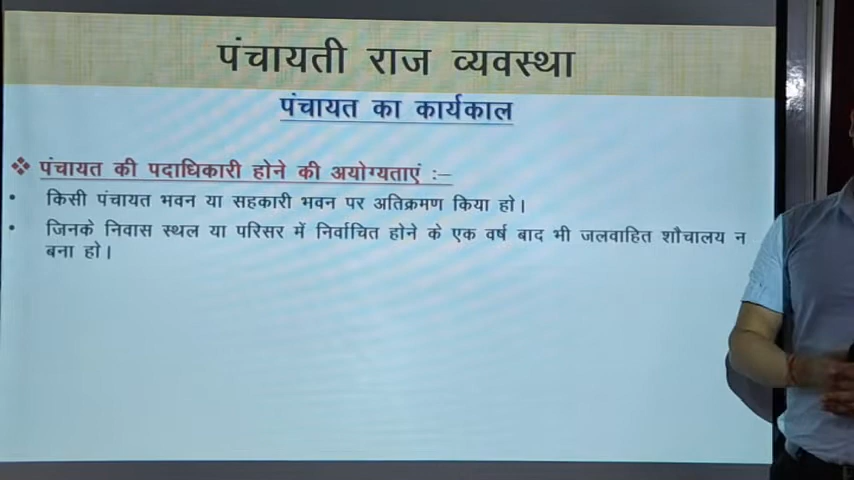 पंचायती राज व्यवस्था
पंचायत का कार्यकाल
❖ पंचायत की पदाधिकारी होने की अयोग्यताएं :–
• किसी पंचायत भवन या सहकारी भवन पर अतिक्रमण किया हो।
• जिनके निवास स्थल या परिसर में निर्वाचित होने के एक वर्ष बाद भी जलवाहित शौचालय न
बना हो।